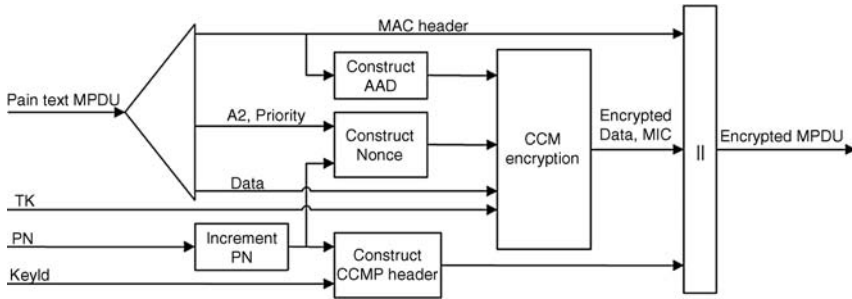 MAC header
Construct
AAD
Pain text MPDU
A2, Priority
Construct
Nonce
CCM
encryption
Encrypted
Data, MIC
||
Encrypted MPDU
Data
TK
PN
Increment
PN
Construct
CCMP header
KeyId